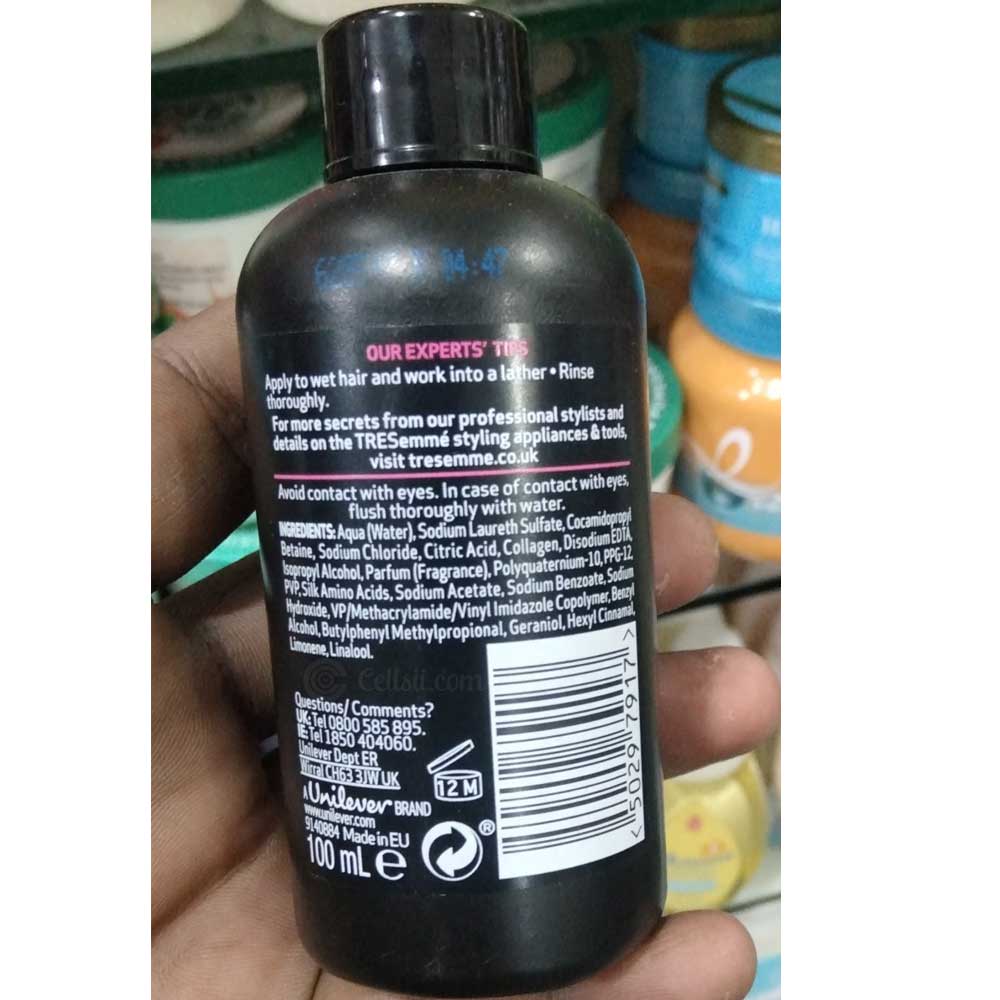 04:47
OUR EXPERTS' TIPS
Apply to wet hair and work into a lather • Rinse
thoroughly.
For more secrets from our professional stylists and
details on the TRESemmé styling appliances & tools,
visit tresemme.co.uk
Avoid contact with eyes. In case of contact with eyes,
flush thoroughly with water.
INGREDIENTS: Aqua (Water), Sodium Laureth Sulfate, Cocamidopropyl
Betaine, Sodium Chloride, Citric Acid, Collagen, Disodium EDTA,
Isopropyl Alcohol, Parfum (Fragrance), Polyquaternium-10, PPG-12,
PVP, Silk Amino Acids, Sodium Acetate, Sodium Benzoate, Sodium
Hydroxide, VP/Methacrylamide/Vinyl Imidazole Copolymer, Benzyl
Alcohol, Butylphenyl Methylpropional, Geraniol, Hexyl Cinnamal,
Limonene, Linalool.
Cellsii.com
Questions/Comments?
UK: Tel 0800 585 895.
IE: Tel 1850 404060.
Unilever Dept ER
Wirral CH63 3JW UK
A Unilever BRAND
www.unilever.com
9140884 Made in EU
100 mL e
12 M
®
<5029 7917>